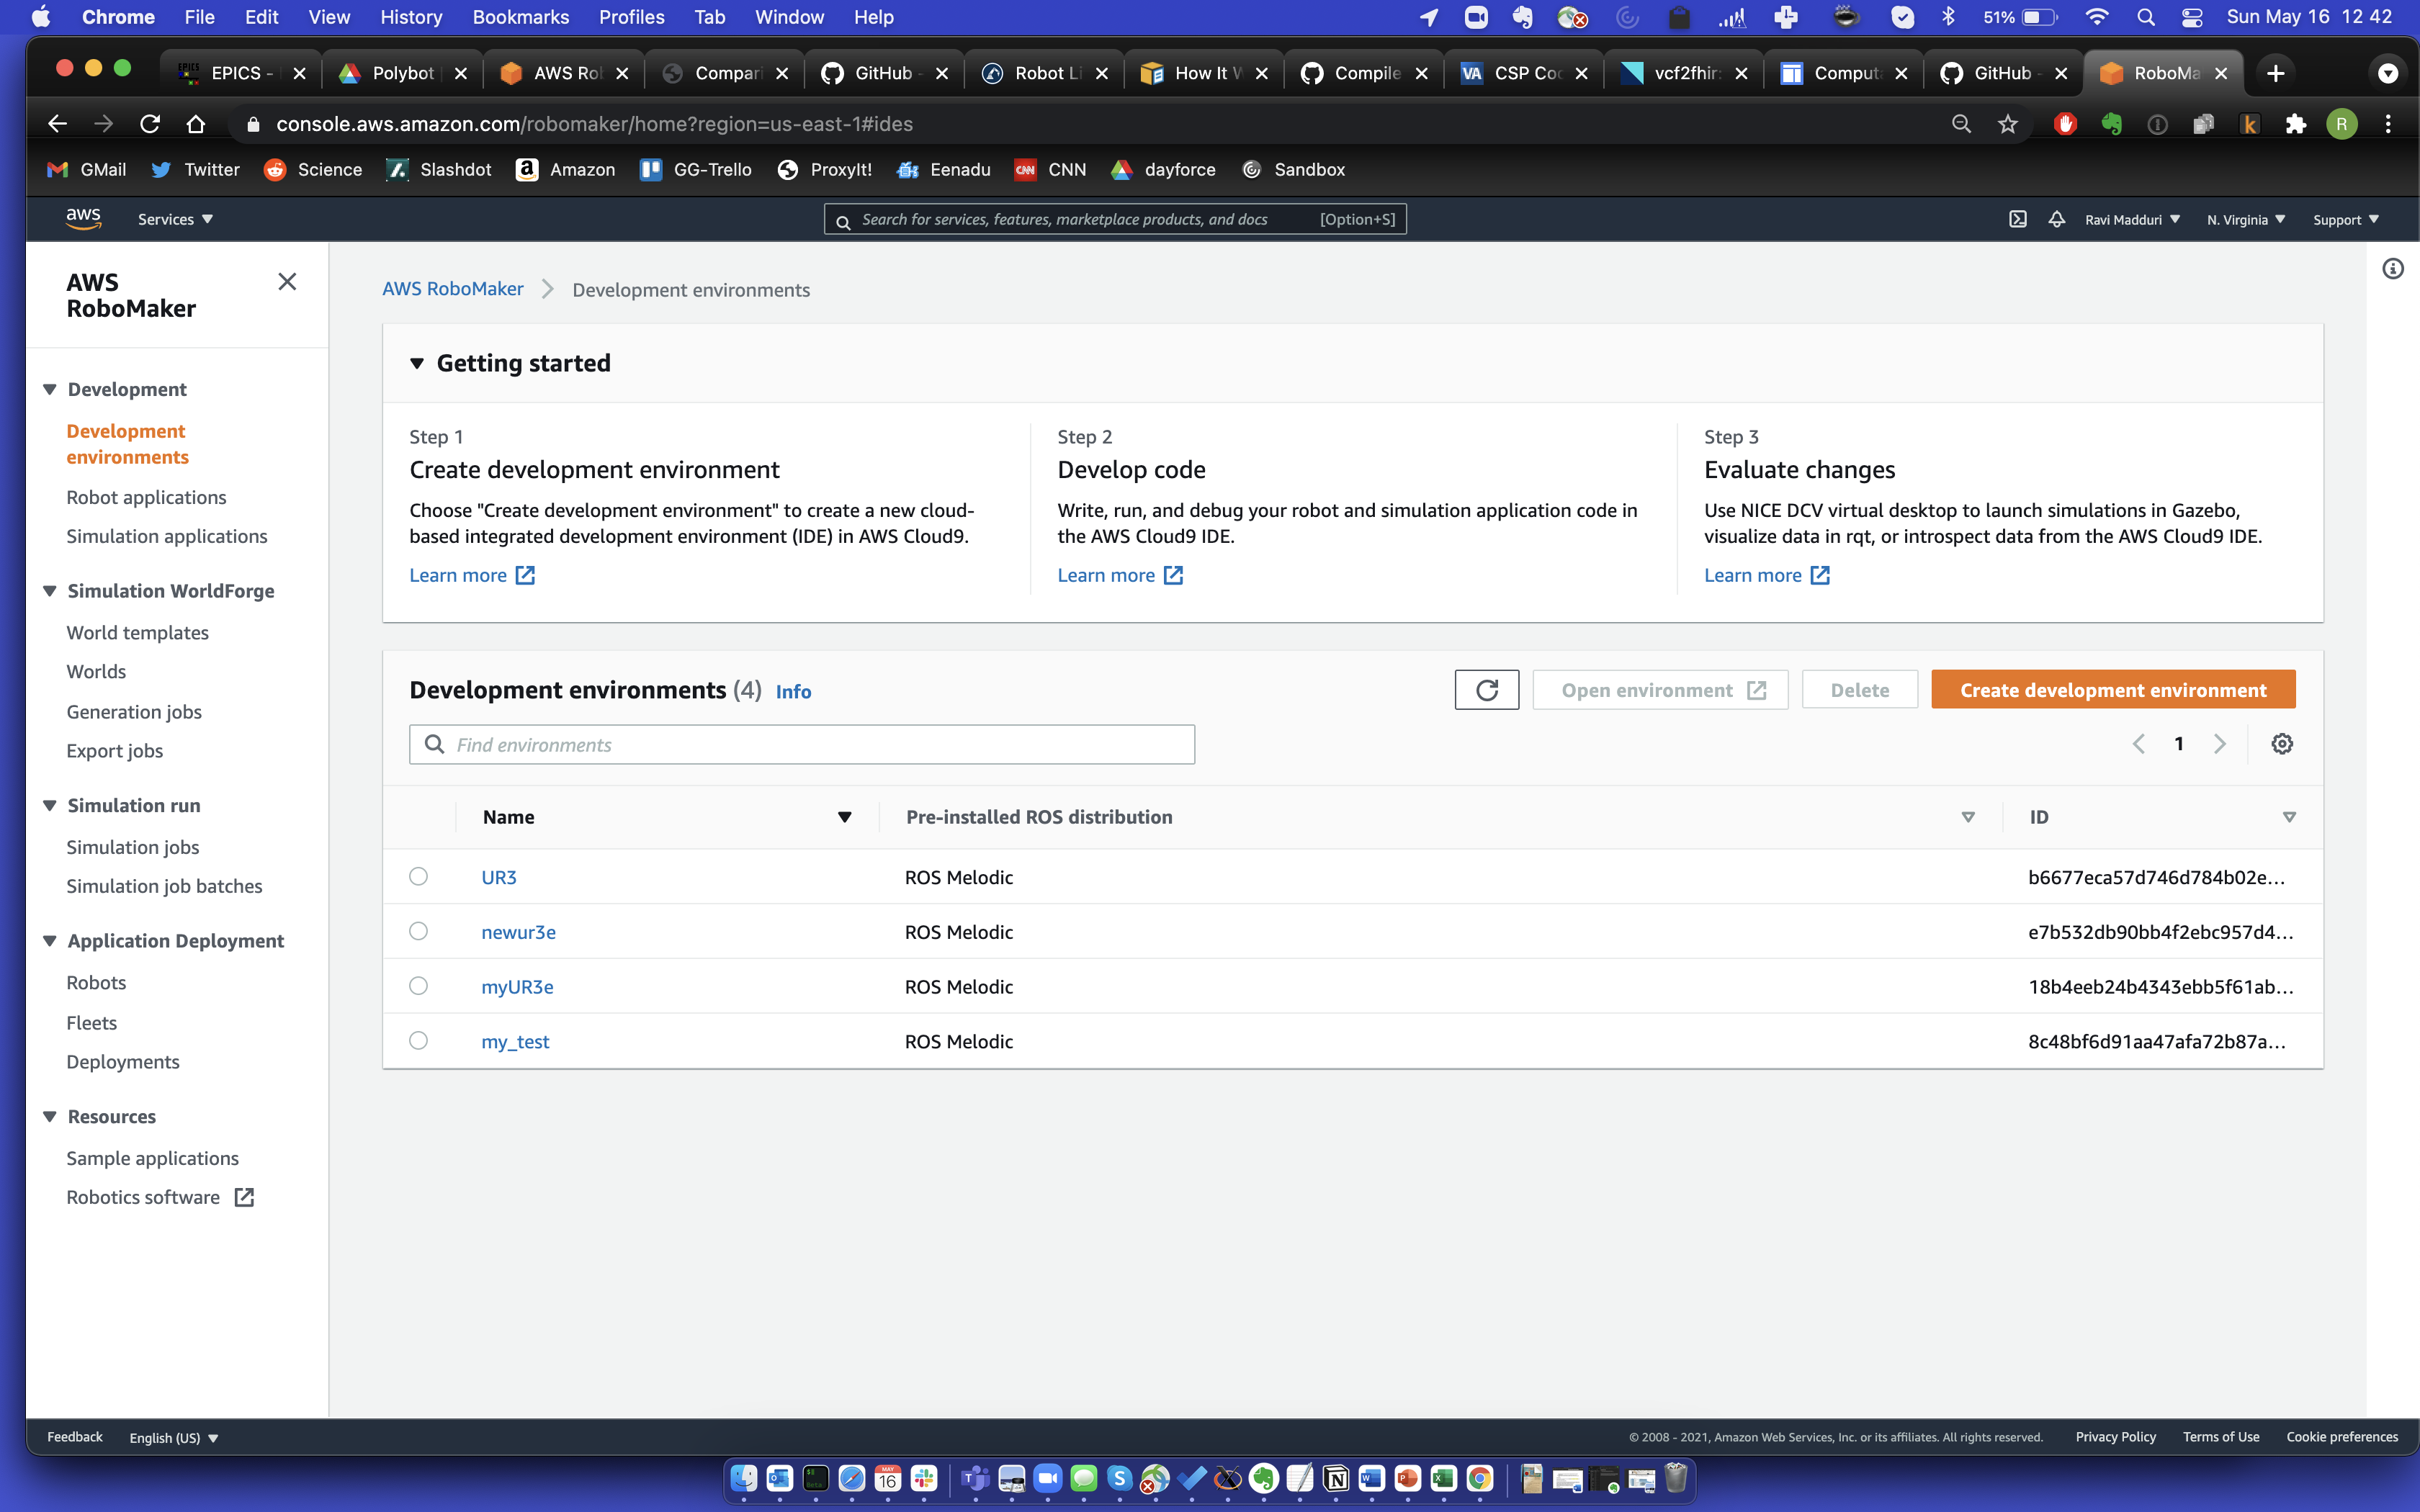 Chrome File Edit View History Bookmarks Profiles Tab Window Help 51% Sun May 16 12 42
EPICS - Polybot AWS Ro Compari GitHub - Robot Li How It W Compile CSP Co vcf2fhir: Comput GitHub - RoboMa
console.aws.amazon.com/robomaker/home?region=us-east-1#ides
GMail Twitter Science Slashdot Amazon GG-Trello ProxyIt! Eenadu CNN dayforce Sandbox
aws Services Search for services, features, marketplace products, and docs [Option+S] Ravi Madduri N. Virginia Support
AWS
RoboMaker
Development
Development
environments
Robot applications
Simulation applications
Simulation WorldForge
World templates
Worlds
Generation jobs
Export jobs
Simulation run
Simulation jobs
Simulation job batches
Application Deployment
Robots
Fleets
Deployments
Resources
Sample applications
Robotics software
AWS RoboMaker Development environments
Getting started
Step 1
Create development environment
Choose "Create development environment" to create a new cloud-
based integrated development environment (IDE) in AWS Cloud9.
Learn more
Step 2
Develop code
Write, run, and debug your robot and simulation application code in
the AWS Cloud9 IDE.
Learn more
Step 3
Evaluate changes
Use NICE DCV virtual desktop to launch simulations in Gazebo,
visualize data in rqt, or introspect data from the AWS Cloud9 IDE.
Learn more
Development environments (4) Info Open environment Delete Create development environment
Find environments 1
Name Pre-installed ROS distribution ID
UR3 ROS Melodic b6677eca57d746d784b02e...
newur3e ROS Melodic e7b532db90bb4f2ebc957d4...
myUR3e ROS Melodic 18b4eeb24b4343ebb5f61ab...
my_test ROS Melodic 8c48bf6d91aa47afa72b87a...
Feedback English (US) © 2008 - 2021, Amazon Web Services, Inc. or its affiliates. All rights reserved. Privacy Policy Terms of Use Cookie preferences